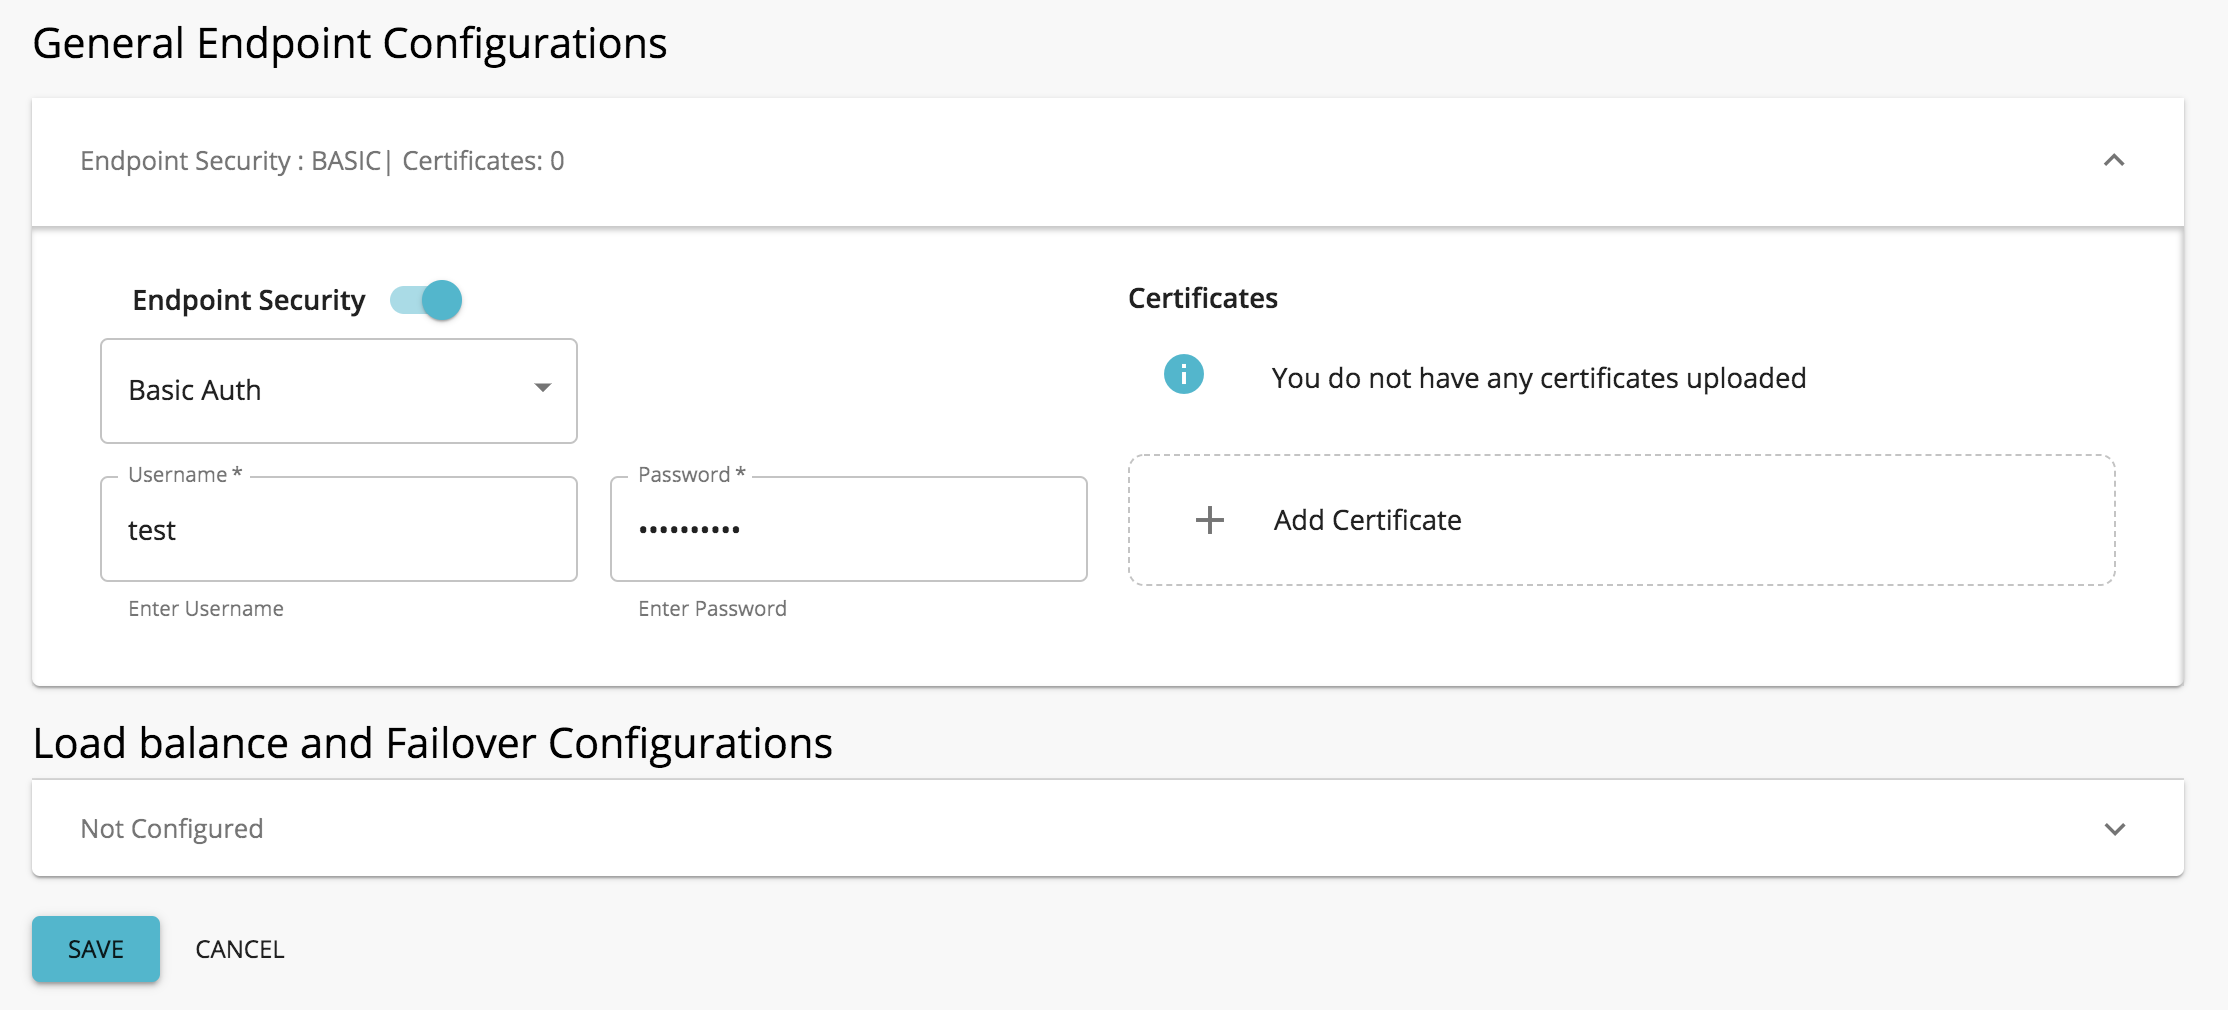 General Endpoint Configurations
Endpoint Security : BASIC| Certificates: 0
Endpoint Security
Basic Auth
Username *
test
Enter Username
Password *
••••••••••
Enter Password
Certificates
You do not have any certificates uploaded
Add Certificate
Load balance and Failover Configurations
Not Configured
SAVE CANCEL